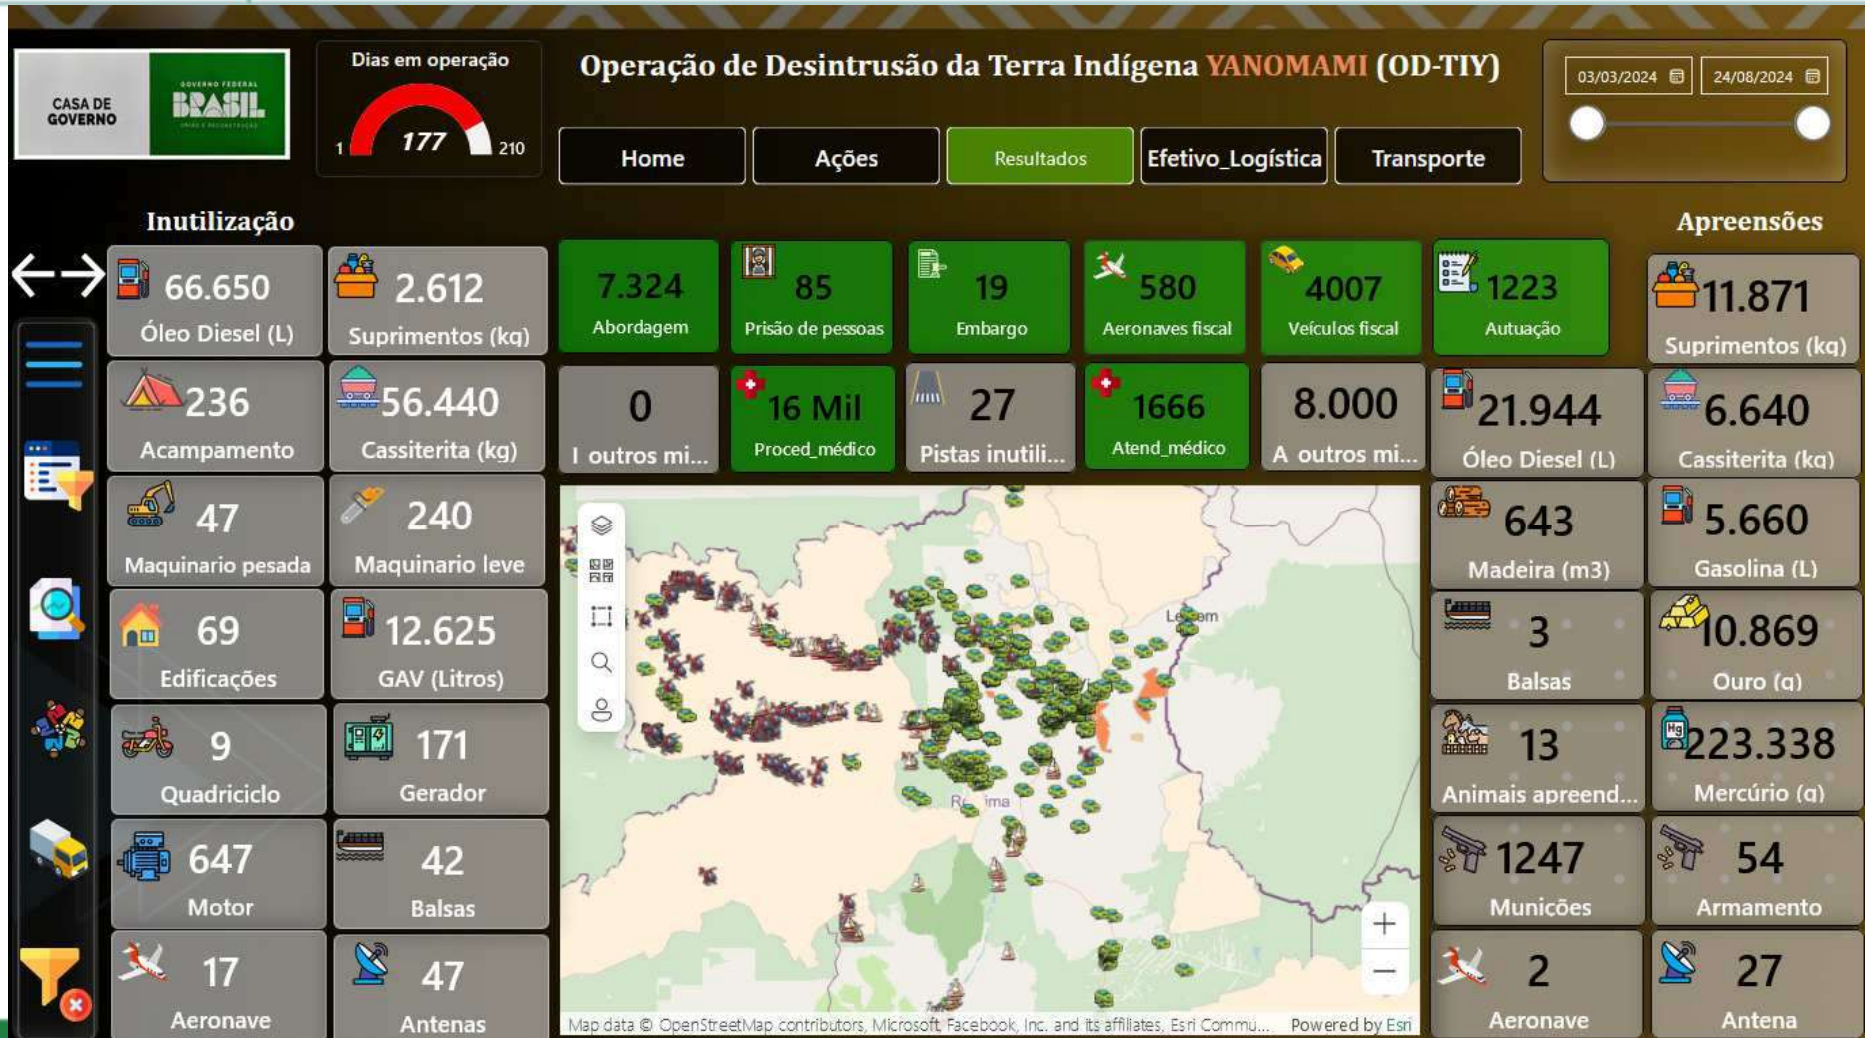 CASA DE
GOVERNO
GOVERNO FEDERAL
BRASIL
UNIÃO E RECONSTRUÇÃO
Dias em operação
177
1
210
Operação de Desintrusão da Terra Indígena YANOMAMI (OD-TIY)
03/03/2024
24/08/2024
Home
Ações
Resultados
Efetivo_Logística
Transporte
Inutilização
66.650
Óleo Diesel (L)
2.612
Suprimentos (kg)
236
Acampamento
56.440
Cassiterita (kg)
47
Maquinario pesada
240
Maquinario leve
69
Edificações
12.625
GAV (Litros)
9
Quadriciclo
171
Gerador
647
Motor
42
Balsas
17
Aeronave
47
Antenas
7.324
Abordagem
85
Prisão de pessoas
19
Embargo
580
Aeronaves fiscal
4007
Veículos fiscal
1223
Autuação
0
I outros mi...
16 Mil
Proced_médico
27
Pistas inutili...
1666
Atend_médico
8.000
A outros mi...
Map data © OpenStreetMap contributors, Microsoft, Facebook, Inc. and its affiliates, Esri Commu...
Powered by Esri
Apreensões
11.871
Suprimentos (kg)
21.944
Óleo Diesel (L)
6.640
Cassiterita (kg)
643
Madeira (m3)
5.660
Gasolina (L)
3
Balsas
10.869
Ouro (g)
13
Animais apreend...
Hg
223.338
Mercúrio (g)
1247
Munições
54
Armamento
2
Aeronave
27
Antena